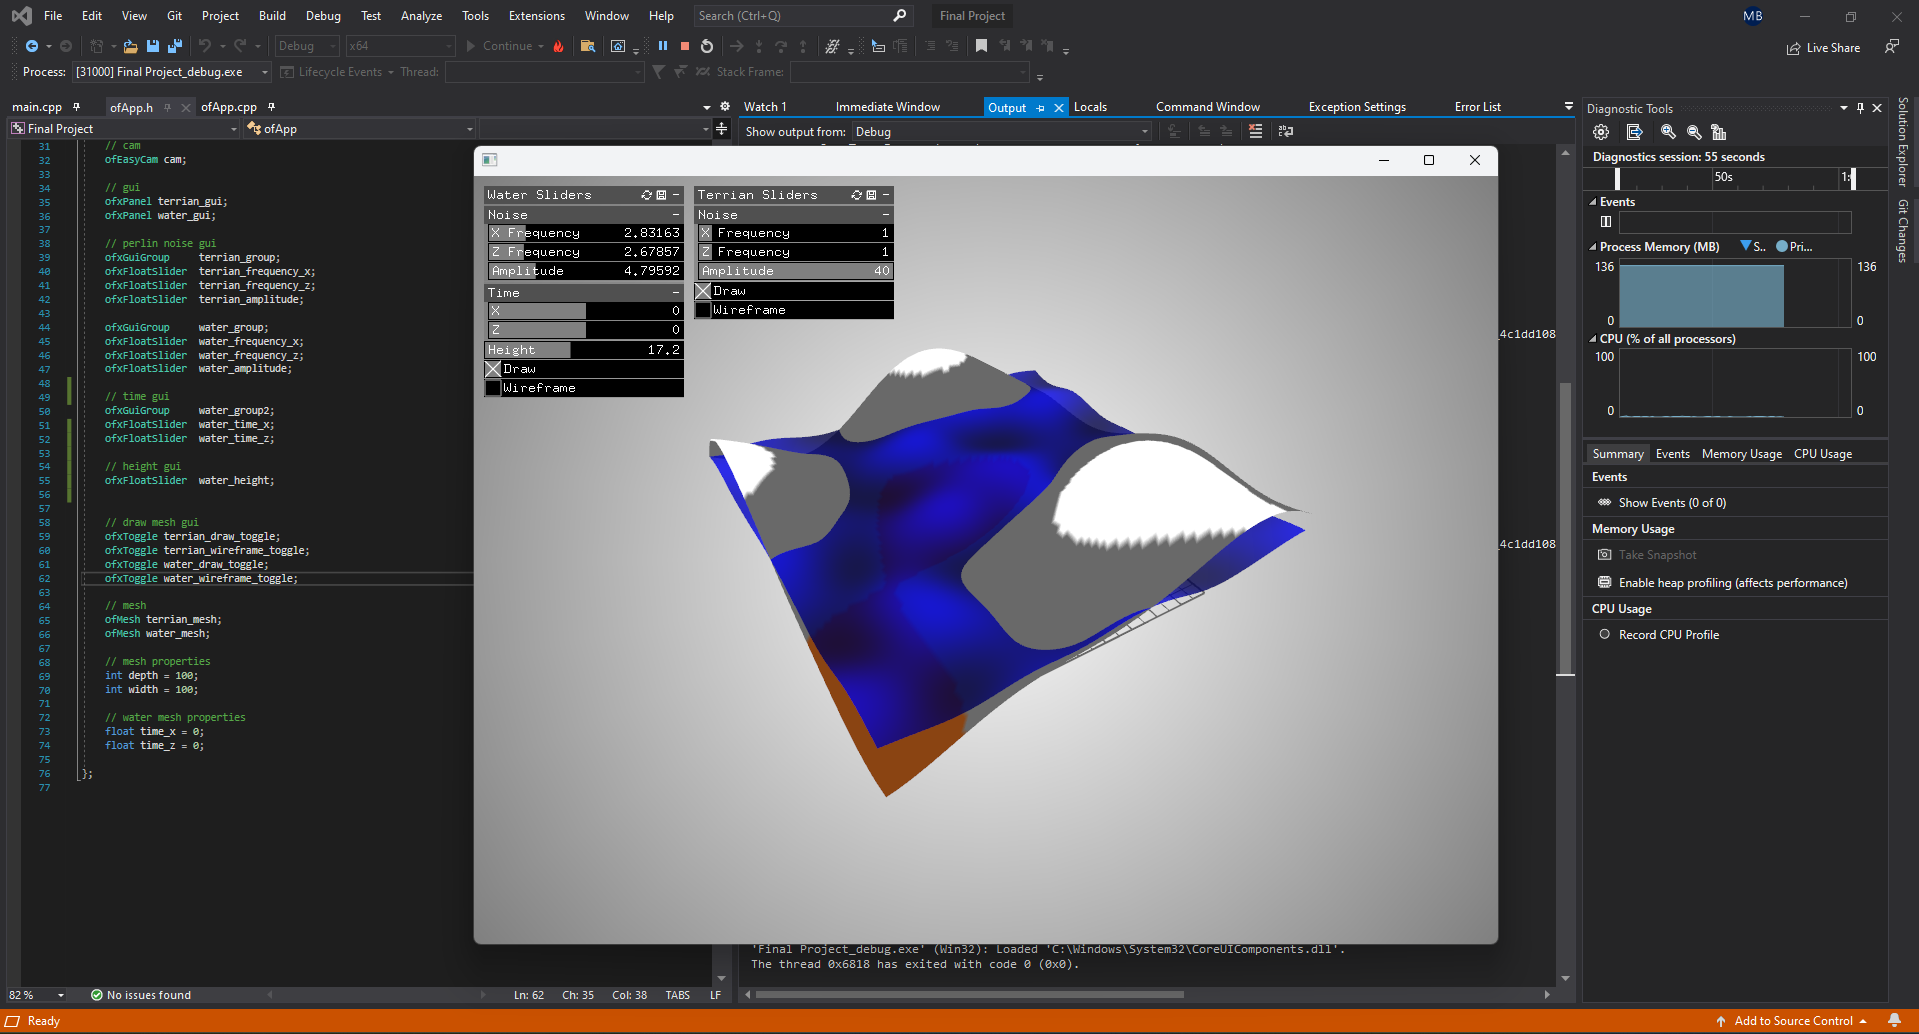 File Edit View Git Project Build Debug Test Analyze Tools Extensions Window Help Search (Ctrl+Q) Final Project MB
Debug x64 Continue Live Share
Process: [31000] Final Project_debug.exe Lifecycle Events Thread: Stack Frame:
main.cpp ofApp.h ofApp.cpp
Final Project ofApp
31 // cam
32 ofEasyCam cam;
33
34 // gui
35 ofxPanel terrian_gui;
36 ofxPanel water_gui;
37
38 // perlin noise gui
39 ofxGuiGroup terrian_group;
40 ofxFloatSlider terrian_frequency_x;
41 ofxFloatSlider terrian_frequency_z;
42 ofxFloatSlider terrian_amplitude;
43
44 ofxGuiGroup water_group;
45 ofxFloatSlider water_frequency_x;
46 ofxFloatSlider water_frequency_z;
47 ofxFloatSlider water_amplitude;
48
49 // time gui
50 ofxGuiGroup water_group2;
51 ofxFloatSlider water_time_x;
52 ofxFloatSlider water_time_z;
53
54 // height gui
55 ofxFloatSlider water_height;
56
57
58 // draw mesh gui
59 ofxToggle terrian_draw_toggle;
60 ofxToggle terrian_wireframe_toggle;
61 ofxToggle water_draw_toggle;
62 ofxToggle water_wireframe_toggle;
63
64 // mesh
65 ofMesh terrian_mesh;
66 ofMesh water_mesh;
67
68 // mesh properties
69 int depth = 100;
70 int width = 100;
71
72 // water mesh properties
73 float time_x = 0;
74 float time_z = 0;
75
76 };
77
82 % No issues found Ln: 62 Ch: 35 Col: 38 TABS LF
Watch 1 Immediate Window Output Locals Command Window Exception Settings Error List
Show output from: Debug
Water Sliders
Noise
X Frequency 2.83163
Z Frequency 2.67857
Amplitude 4.79592
Time
X 0
Z 0
Height 17.2
Draw
Wireframe
Terrian Sliders
Noise
X Frequency 1
Z Frequency 1
Amplitude 40
Draw
Wireframe
_4c1dd108
_4c1dd108
'Final Project_debug.exe' (Win32): Loaded 'C:\Windows\System32\CoreUIComponents.dll'.
The thread 0x6818 has exited with code 0 (0x0).
Diagnostic Tools
Diagnostics session: 55 seconds
50s 1:
Events
Process Memory (MB) S.. Pri...
136 136
0 0
CPU (% of all processors)
100 100
0 0
Summary Events Memory Usage CPU Usage
Events
Show Events (0 of 0)
Memory Usage
Take Snapshot
Enable heap profiling (affects performance)
CPU Usage
Record CPU Profile
Solution Explorer
Git Changes
Ready Add to Source Control